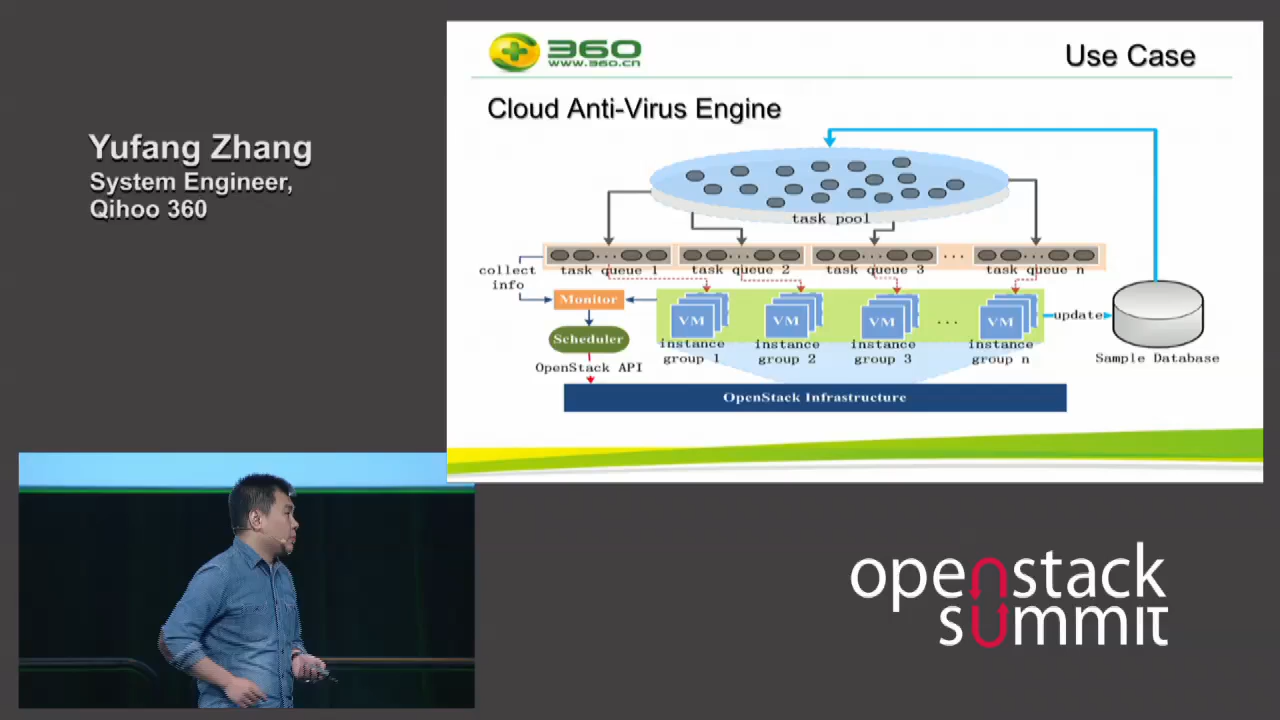 Yufang Zhang
System Engineer,
Qihoo 360
360
www.360.cn
Use Case
Cloud Anti-Virus Engine
task pool
task queue 1
task queue 2
task queue 3
...
task queue n
collect
info
Monitor
Scheduler
OpenStack API
VM
VM
VM
...
VM
instance
group 1
instance
group 2
instance
group 3
instance
group n
update
Sample Database
OpenStack Infrastructure
openstack
summit